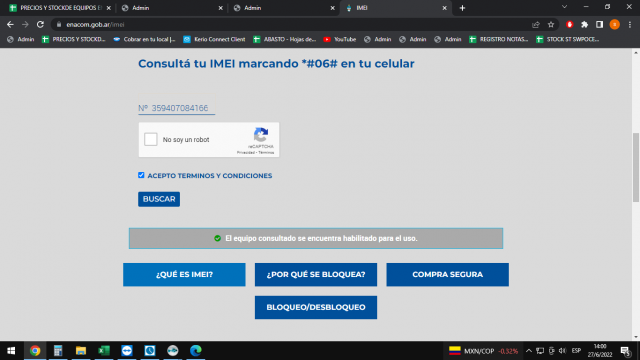 PRECIOS Y STOCKDE EQUIPOS ES
Admin
Admin
IMEI
enacom.gob.ar/imei
Admin
PRECIOS Y STOCKD...
Cobrar en tu local |...
Kerio Connect Client
ABASTO - Hojas de...
YouTube
Admin
Admin
Admin
REGISTRO NOTAS...
STOCK ST SWPOCE...
Consultá tu IMEI marcando *#06# en tu celular
Nº 359407084166
No soy un robot
reCAPTCHA
Privacidad - Términos
ACEPTO TERMINOS Y CONDICIONES
BUSCAR
El equipo consultado se encuentra habilitado para el uso.
¿QUÉ ES IMEI?
¿POR QUÉ SE BLOQUEA?
COMPRA SEGURA
BLOQUEO/DESBLOQUEO
MXN/COP -0.32%
ESP
14:00
27/6/2022